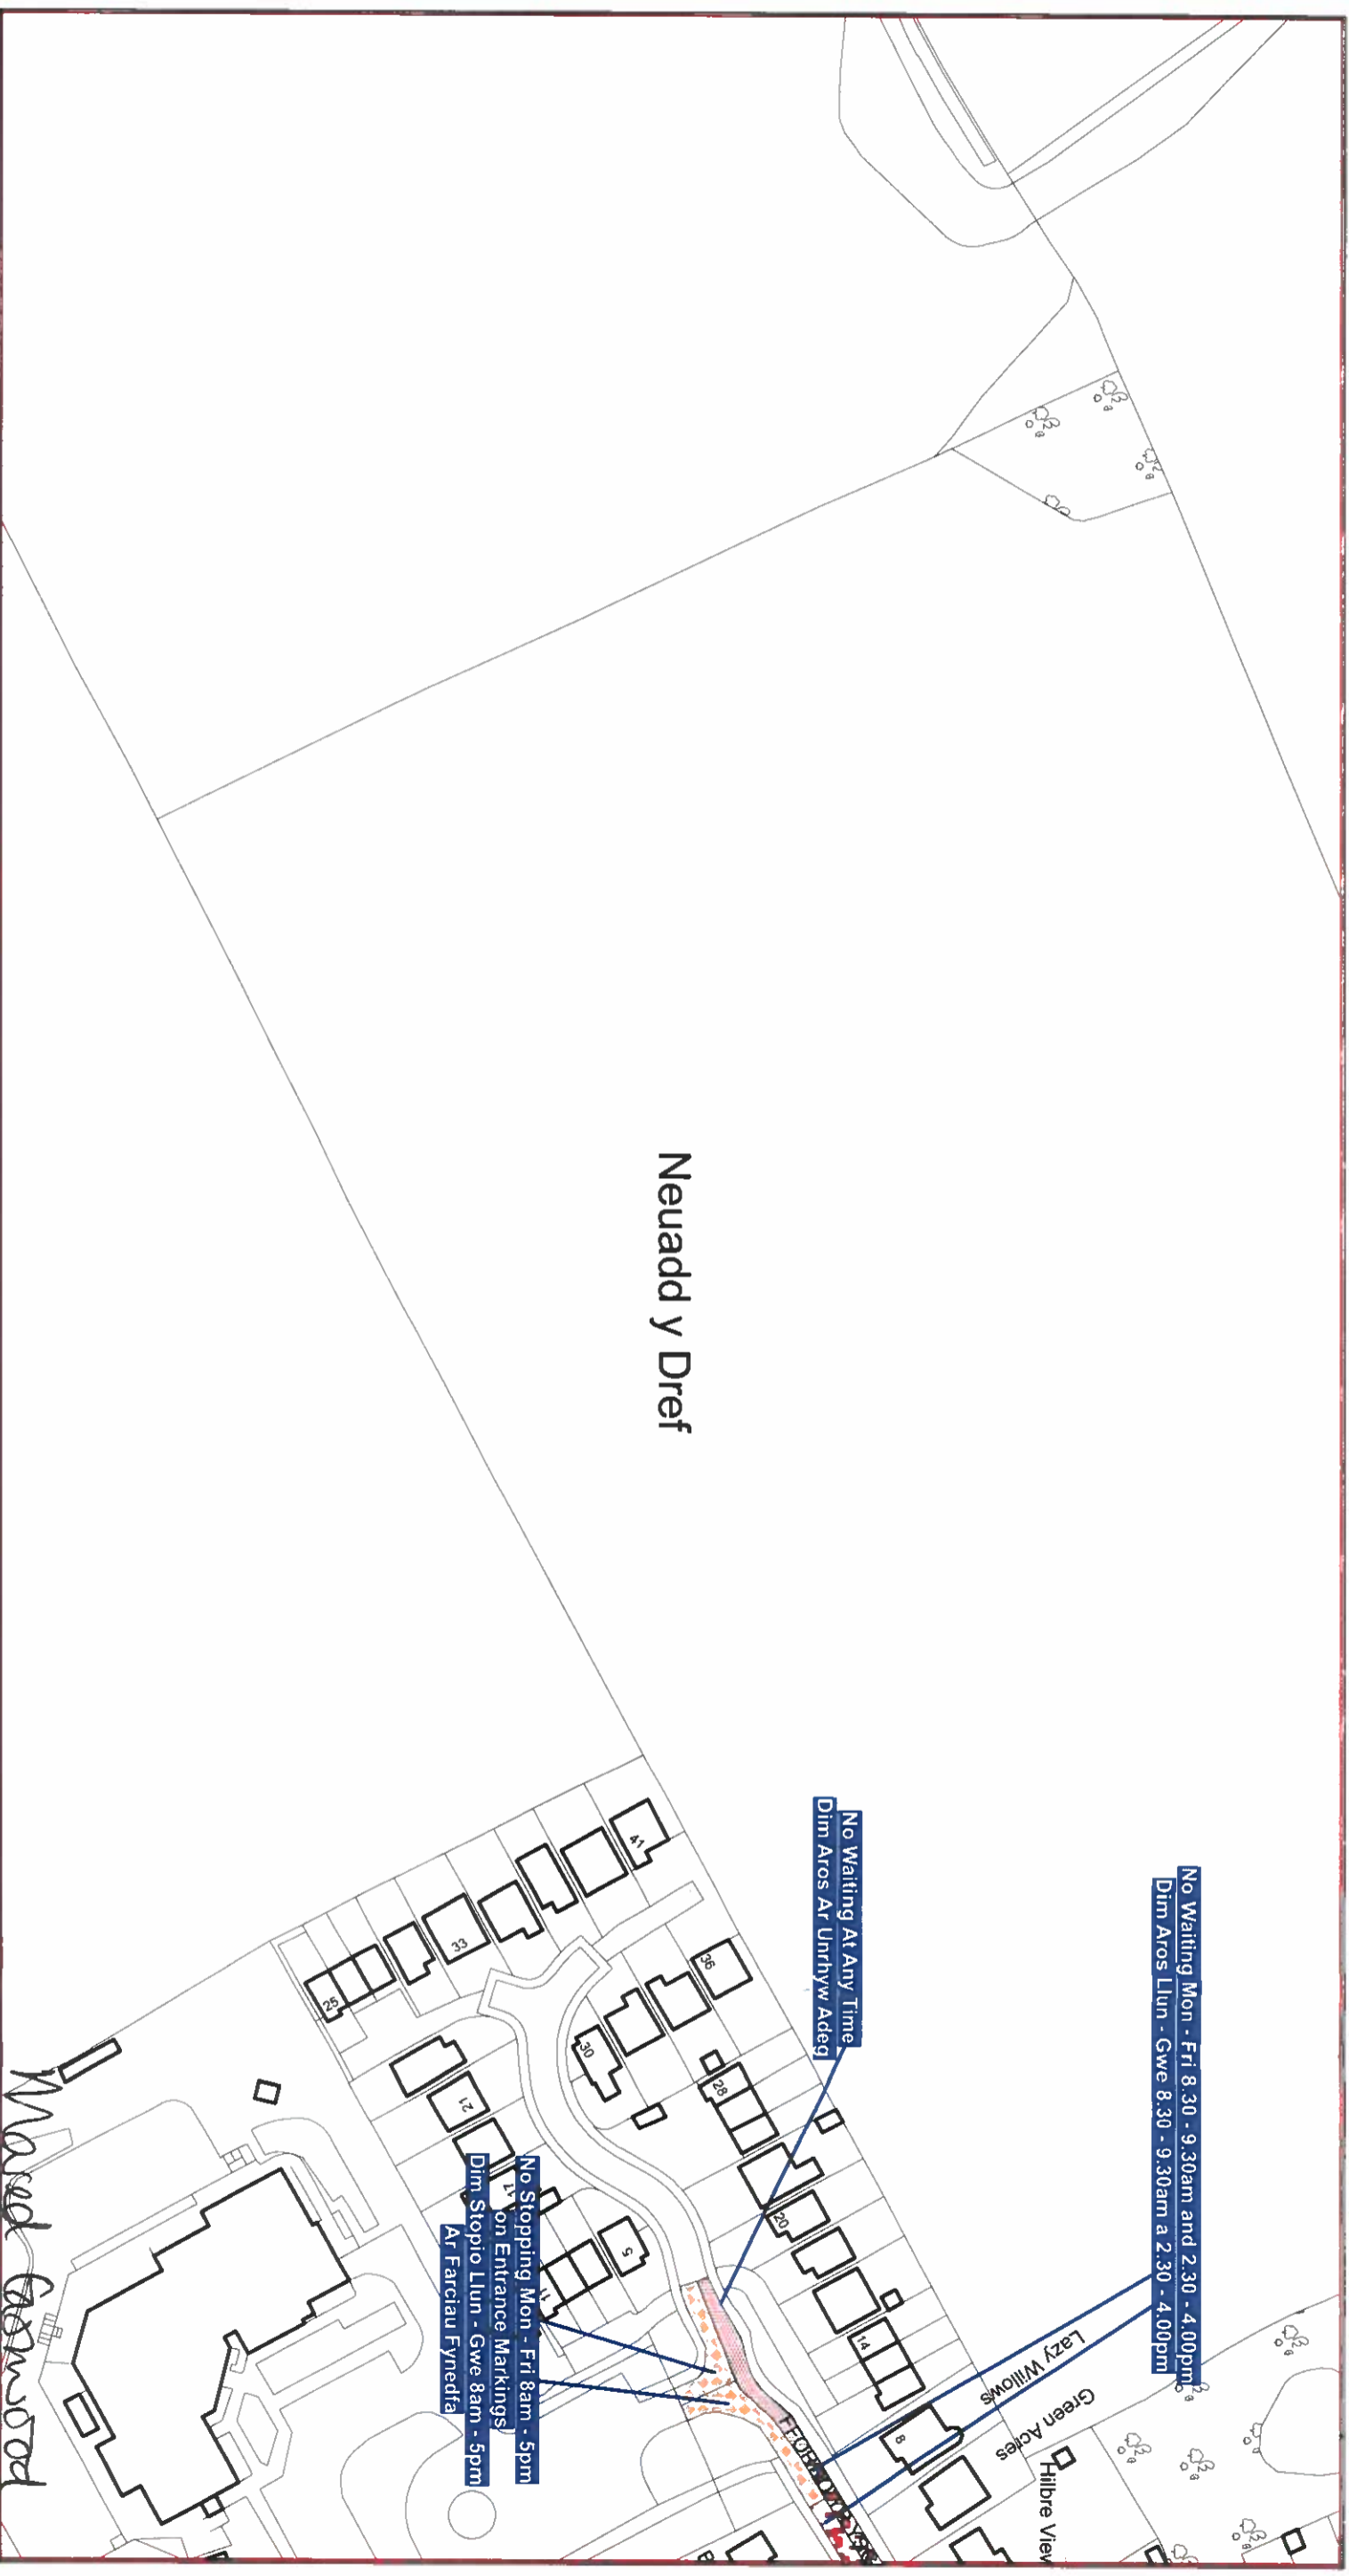 No Waiting Mon - Fri 8.30 - 9.30am and 2.30 - 4.00pm
Dim Aros Llun - Gwe 8.30 - 9.30am a 2.30 - 4.00pm
Hilbre View
Green Acres
Lazy Willows
No Waiting At Any Time
Dim Aros Ar Unrhyw Adeg
Neuadd y Dref
41
36
33
30
28
25
21
20
17
14
11
8
5
No Stopping Mon - Fri 8am - 5pm
on Entrance Markings
Dim Stopio Llun - Gwe 8am - 5pm
Ar Farciau Fynedfa